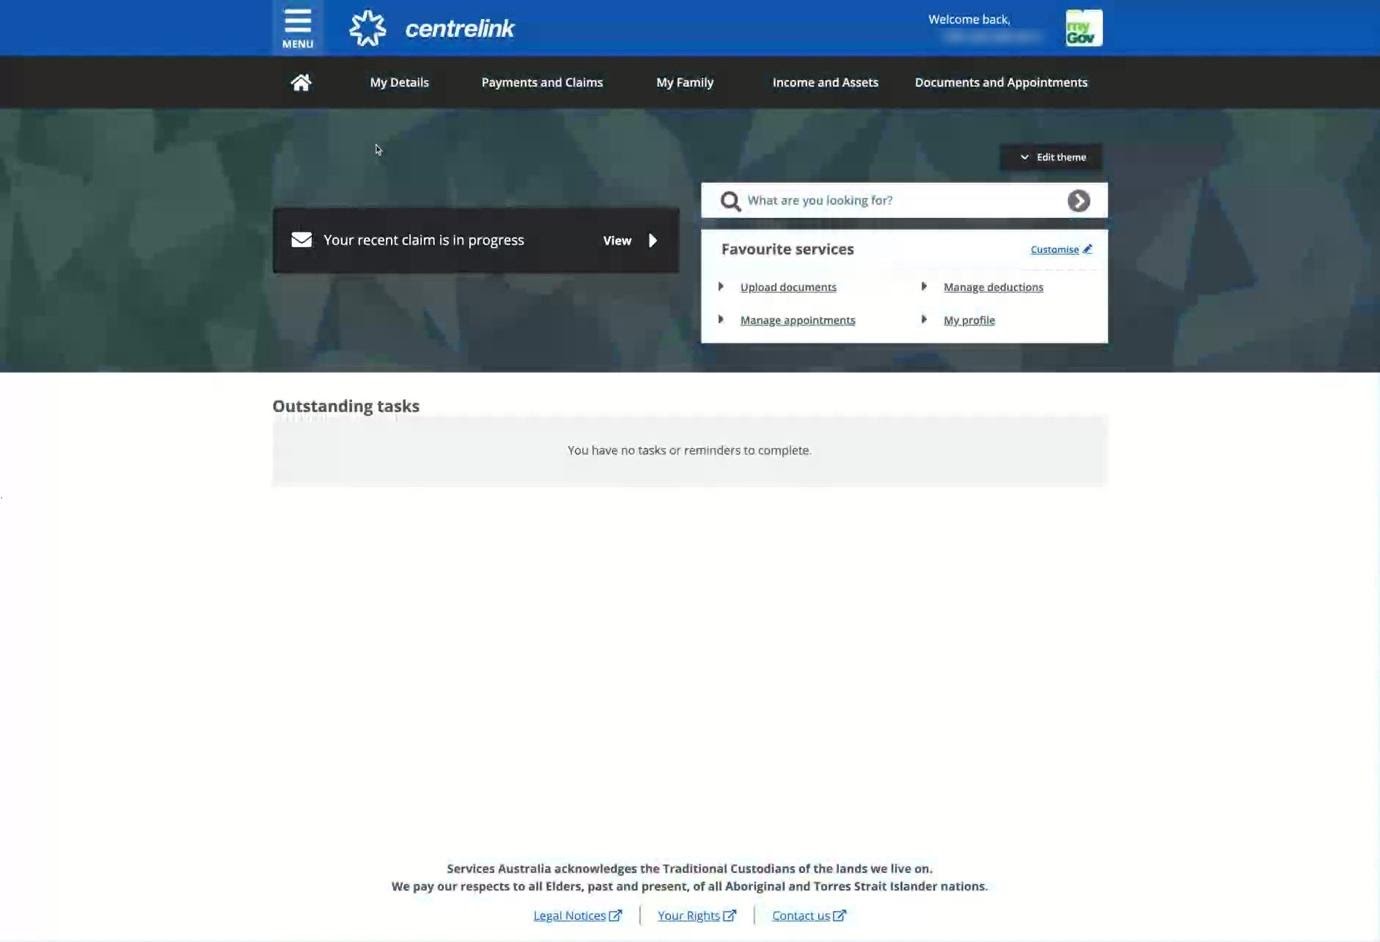 MENU
centrelink
Welcome back,
my
Gov
My Details
Payments and Claims
My Family
Income and Assets
Documents and Appointments
Edit theme
What are you looking for?
Your recent claim is in progress
View
Favourite services
Customise
Upload documents
Manage deductions
Manage appointments
My profile
Outstanding tasks
You have no tasks or reminders to complete.
Services Australia acknowledges the Traditional Custodians of the lands we live on.
We pay our respects to all Elders, past and present, of all Aboriginal and Torres Strait Islander nations.
Legal Notices
Your Rights
Contact us